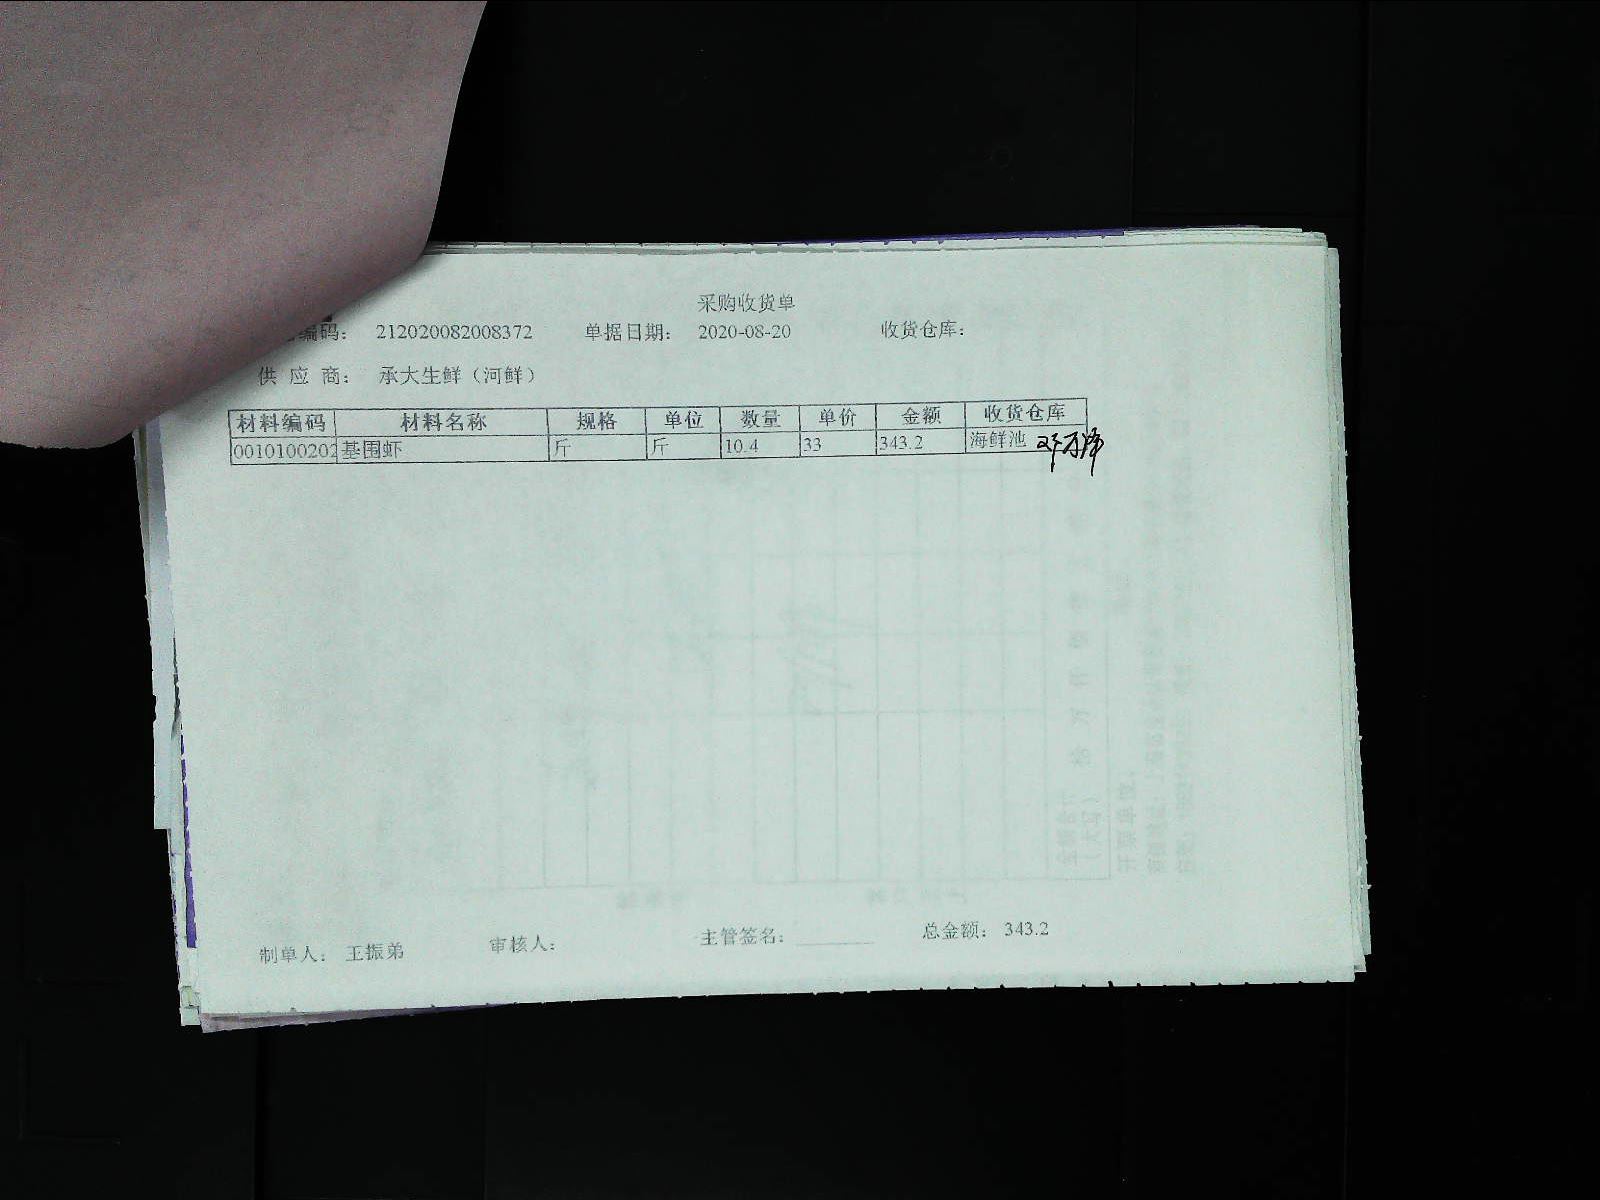 采购收货单
编码： 212020082008372 单据日期： 2020-08-20 收货仓库：
供 应 商： 承大生鲜（河鲜）
材料编码 材料名称 规格 单位 数量 单价 金额 收货仓库
0010100202 基围虾 斤 斤 10.4 33 343.2 海鲜池
制单人： 王振弟 审核人： 主管签名： 总金额： 343.2